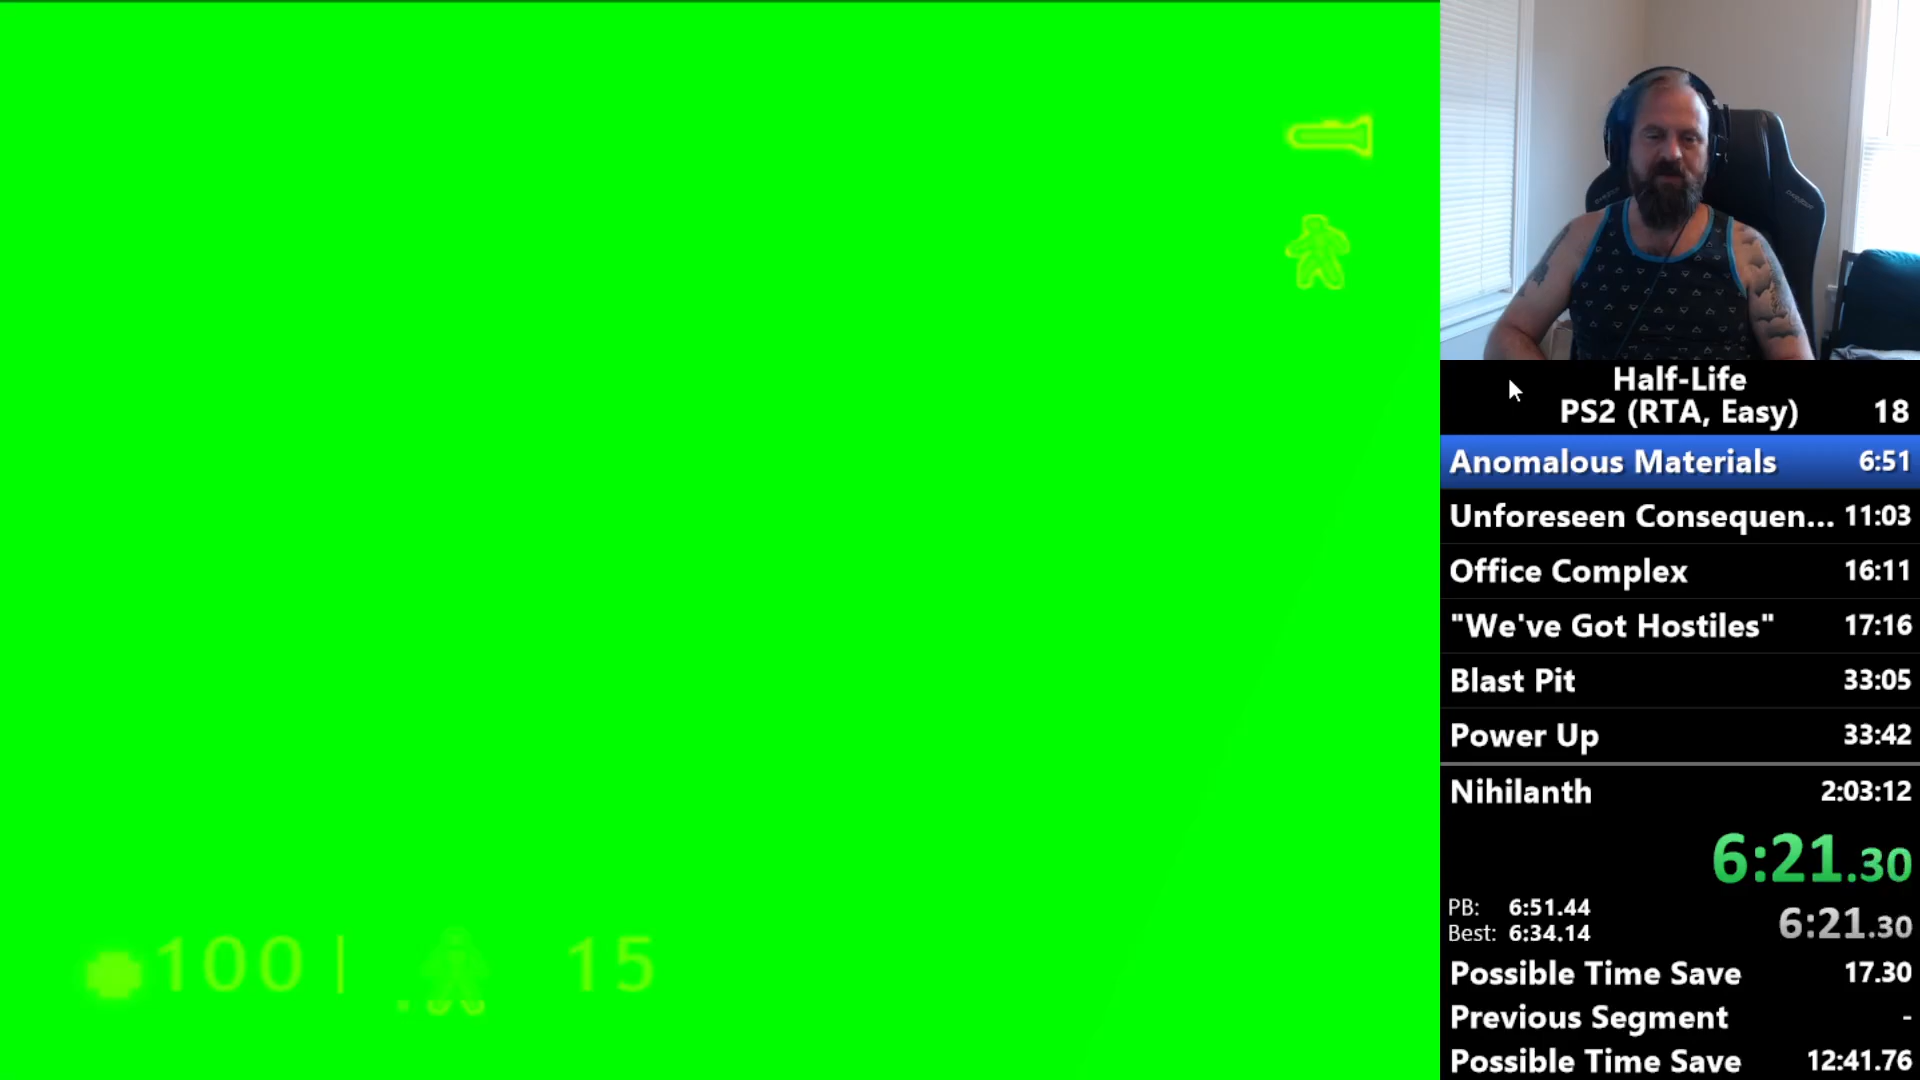 100 | 15
Half-Life
PS2 (RTA, Easy) 18
Anomalous Materials 6:51
Unforeseen Consequen... 11:03
Office Complex 16:11
"We've Got Hostiles" 17:16
Blast Pit 33:05
Power Up 33:42
Nihilanth 2:03:12
6:21.30
PB: 6:51.44
Best: 6:34.14
6:21.30
Possible Time Save 17.30
Previous Segment -
Possible Time Save 12:41.76